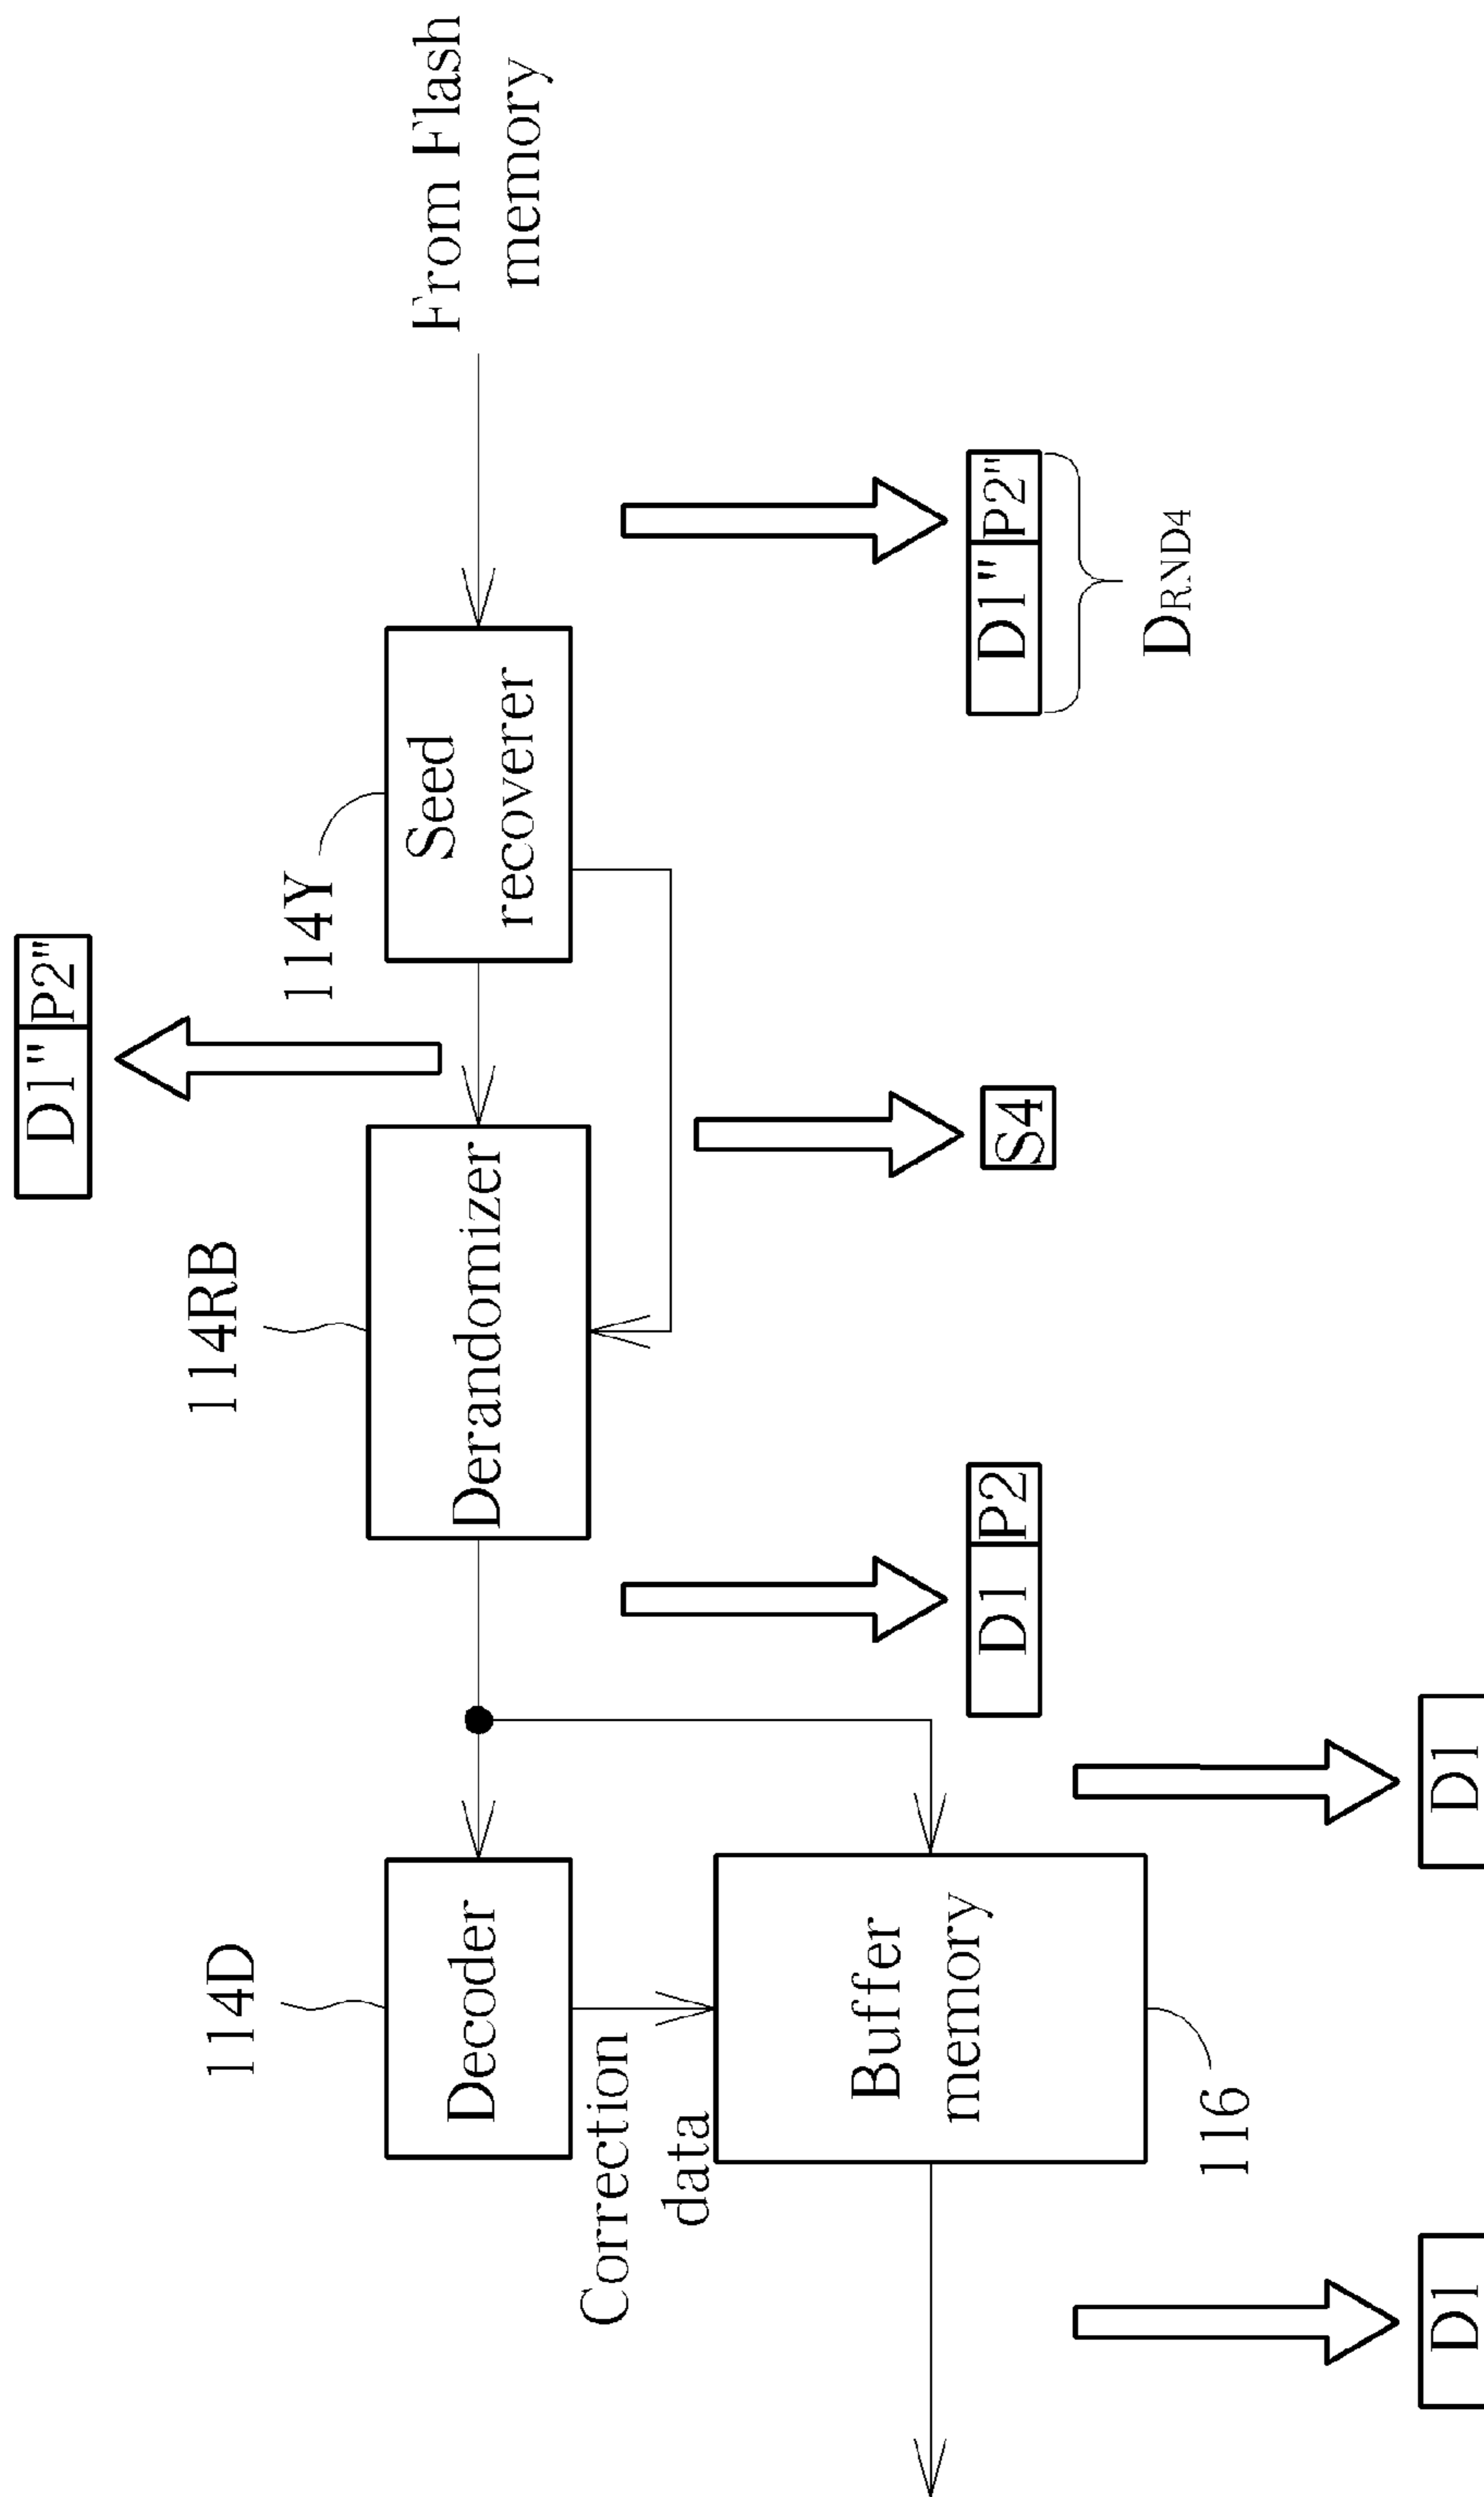 From Flash
memory
D1" P2"
DRND4
Seed
recoverer
114Y
D1" P2"
S4
Derandomizer
114RB
D1 P2
Decoder
114D
D1
Correction
data
Buffer
memory
116
D1